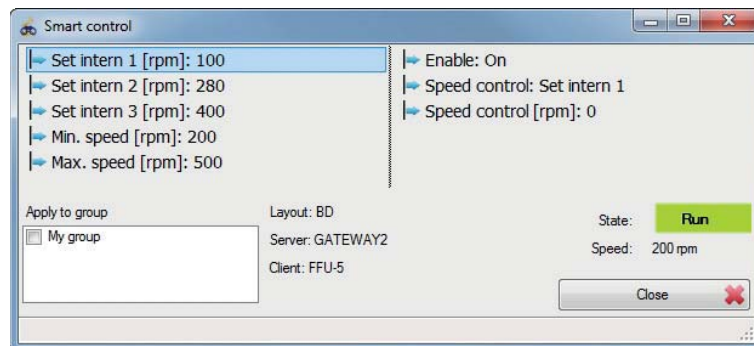 Smart control
Set intern 1 [rpm]: 100
Set intern 2 [rpm]: 280
Set intern 3 [rpm]: 400
Min. speed [rpm]: 200
Max. speed [rpm]: 500
Enable: On
Speed control: Set intern 1
Speed control [rpm]: 0
Apply to group
My group
Layout: BD
Server: GATEWAY2
Client: FFU-5
State: Run
Speed: 200 rpm
Close